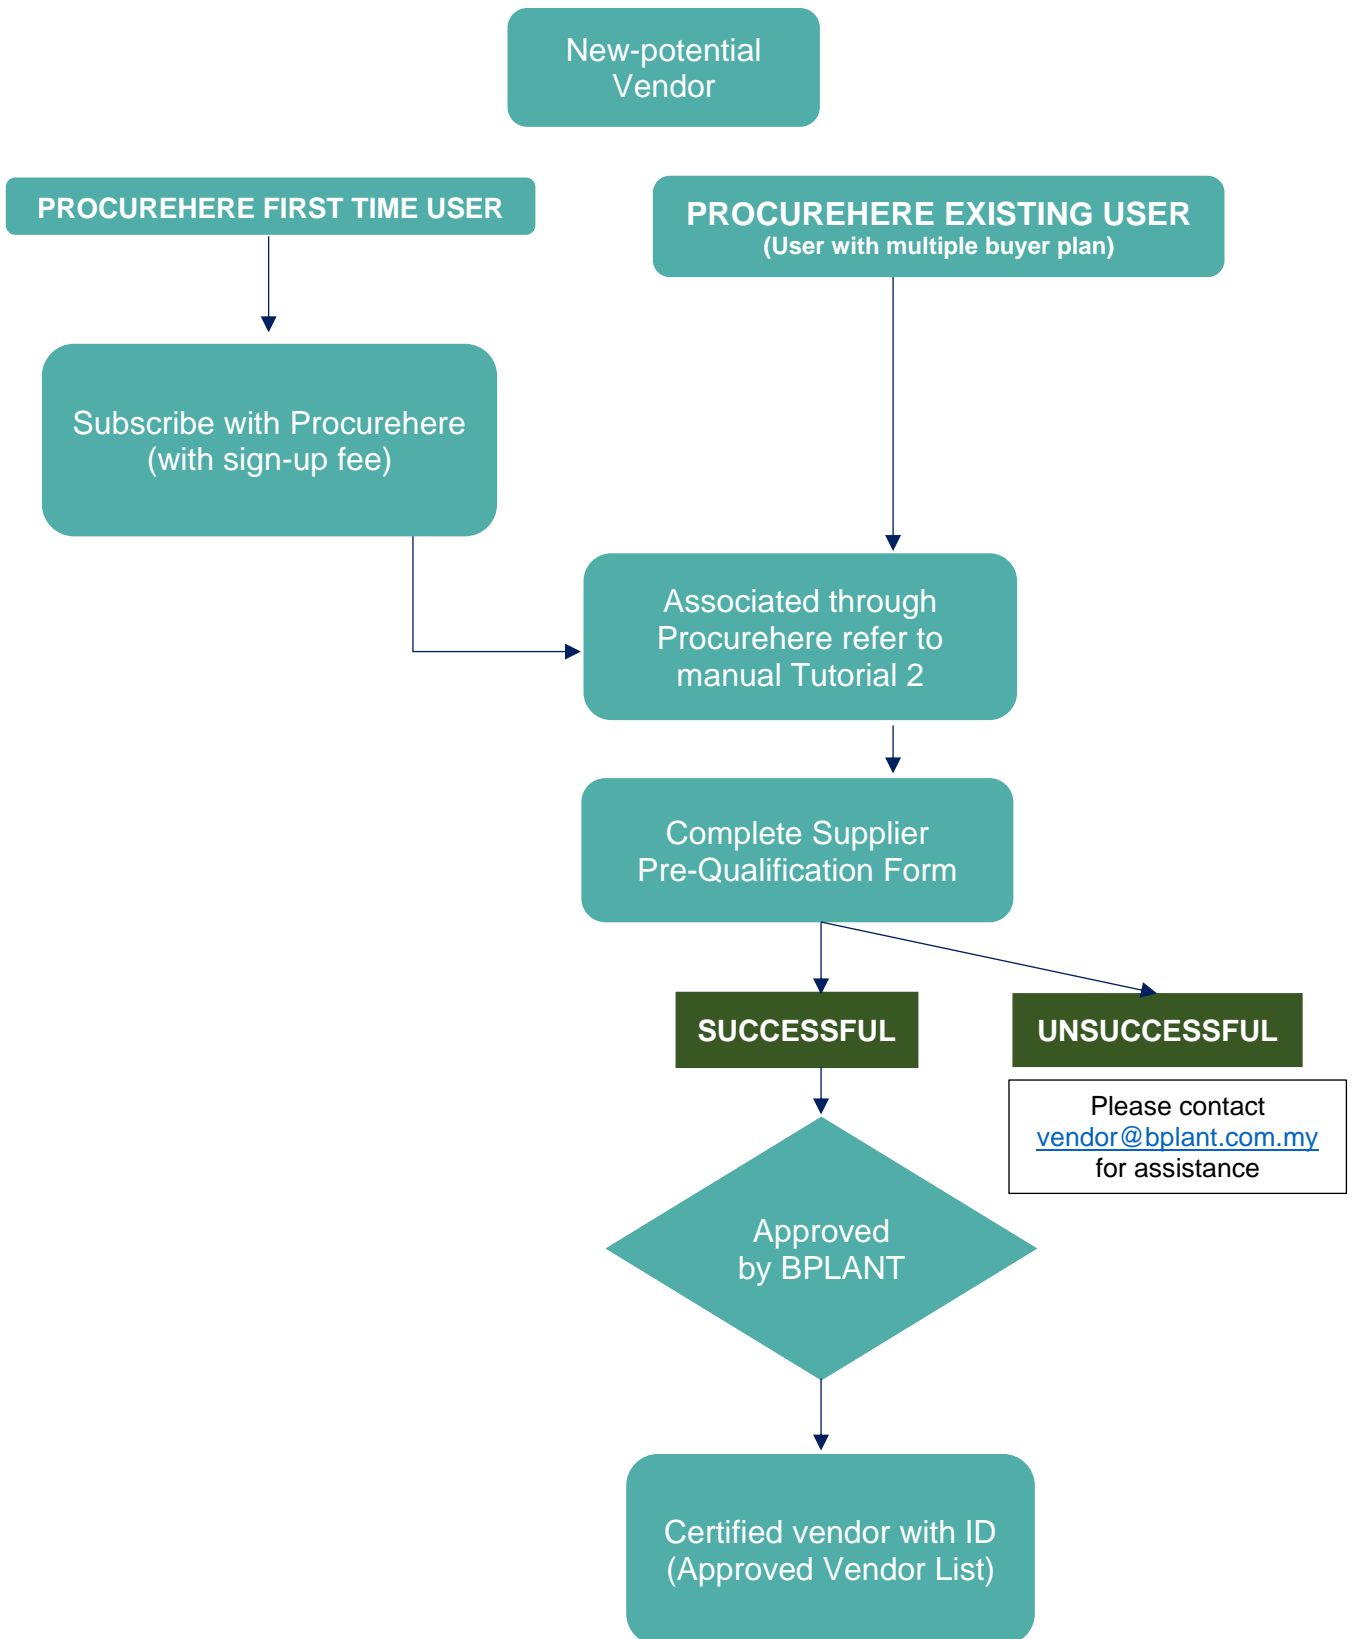 New-potential
Vendor
PROCUREHERE FIRST TIME USER
PROCUREHERE EXISTING USER
(User with multiple buyer plan)
Subscribe with Procurehere
(with sign-up fee)
Associated through
Procurehere refer to
manual Tutorial 2
Complete Supplier
Pre-Qualification Form
SUCCESSFUL
UNSUCCESSFUL
Please contact
vendor@bplant.com.my
for assistance
Approved
by BPLANT
Certified vendor with ID
(Approved Vendor List)